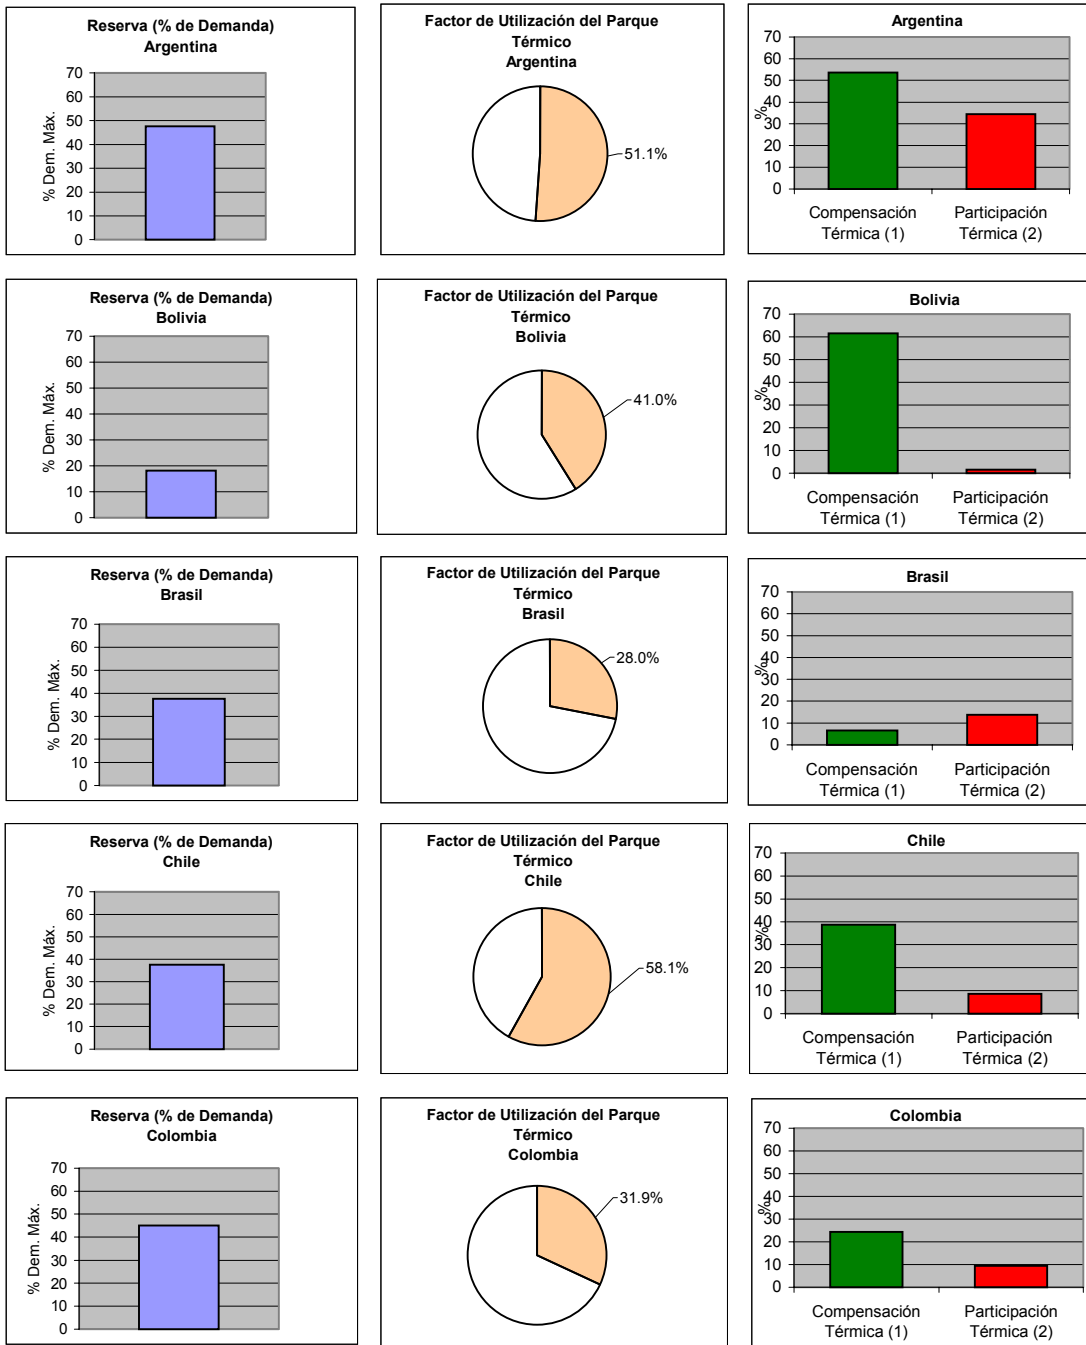 Reserva (% de Demanda)
Argentina
% Dem. Máx.
70
60
50
40
30
20
10
0
Factor de Utilización del Parque
Térmico
Argentina
51.1%
Argentina
%
70
60
50
40
30
20
10
0
Compensación
Térmica (1)
Participación
Térmica (2)
Reserva (% de Demanda)
Bolivia
% Dem. Máx.
70
60
50
40
30
20
10
0
Factor de Utilización del Parque
Térmico
Bolivia
41.0%
Bolivia
%
70
60
50
40
30
20
10
0
Compensación
Térmica (1)
Participación
Térmica (2)
Reserva (% de Demanda)
Brasil
% Dem. Máx.
70
60
50
40
30
20
10
0
Factor de Utilización del Parque
Térmico
Brasil
28.0%
Brasil
%
70
60
50
40
30
20
10
0
Compensación
Térmica (1)
Participación
Térmica (2)
Reserva (% de Demanda)
Chile
% Dem. Máx.
70
60
50
40
30
20
10
0
Factor de Utilización del Parque
Térmico
Chile
58.1%
Chile
%
70
60
50
40
30
20
10
0
Compensación
Térmica (1)
Participación
Térmica (2)
Reserva (% de Demanda)
Colombia
% Dem. Máx.
70
60
50
40
30
20
10
0
Factor de Utilización del Parque
Térmico
Colombia
31.9%
Colombia
%
70
60
50
40
30
20
10
0
Compensación
Térmica (1)
Participación
Térmica (2)